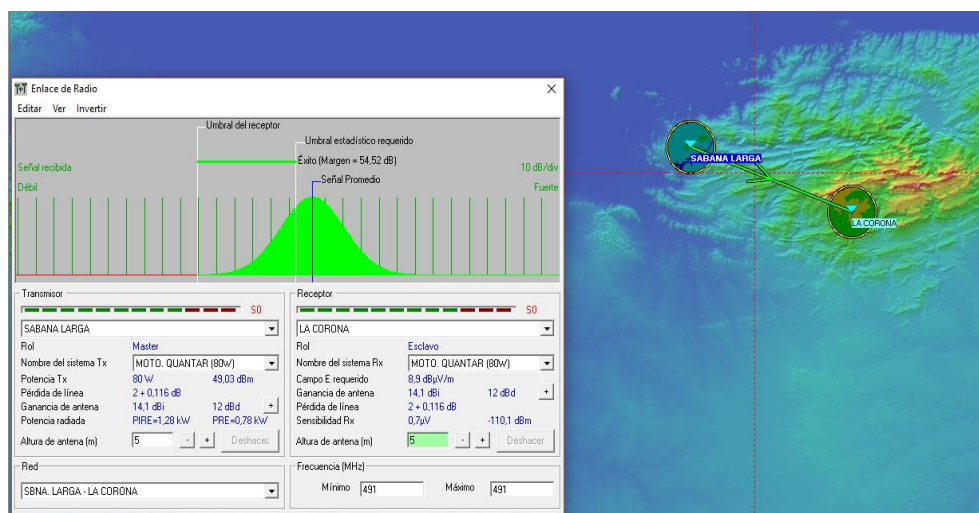 Enlace de Radio
Editar Ver Invertir
Umbral del receptor
Umbral estadístico requerido
Éxito (Margen = 54,52 dB)
Señal recibida 10 dB/div
Señal Promedio
Débil Fuerte
SABANA LARGA
LA CORONA
Transmisor
S0
SABANA LARGA
Rol Master
Nombre del sistema Tx MOTO. QUANTAR (80W)
Potencia Tx 80 W 49,03 dBm
Pérdida de línea 2 + 0,116 dB
Ganancia de antena 14,1 dBi 12 dBd +
Potencia radiada PIRE=1,28 kW PRE=0,78 kW
Altura de antena (m) 5 - + Deshacer
Receptor
S0
LA CORONA
Rol Esclavo
Nombre del sistema Rx MOTO. QUANTAR (80W)
Campo E requerido 8,9 dBµV/m
Ganancia de antena 14,1 dBi 12 dBd +
Pérdida de línea 2 + 0,116 dB
Sensibilidad Rx 0,7µV -110,1 dBm
Altura de antena (m) 5 - + Deshacer
Red
SBNA. LARGA - LA CORONA
Frecuencia (MHz)
Mínimo 491 Máximo 491